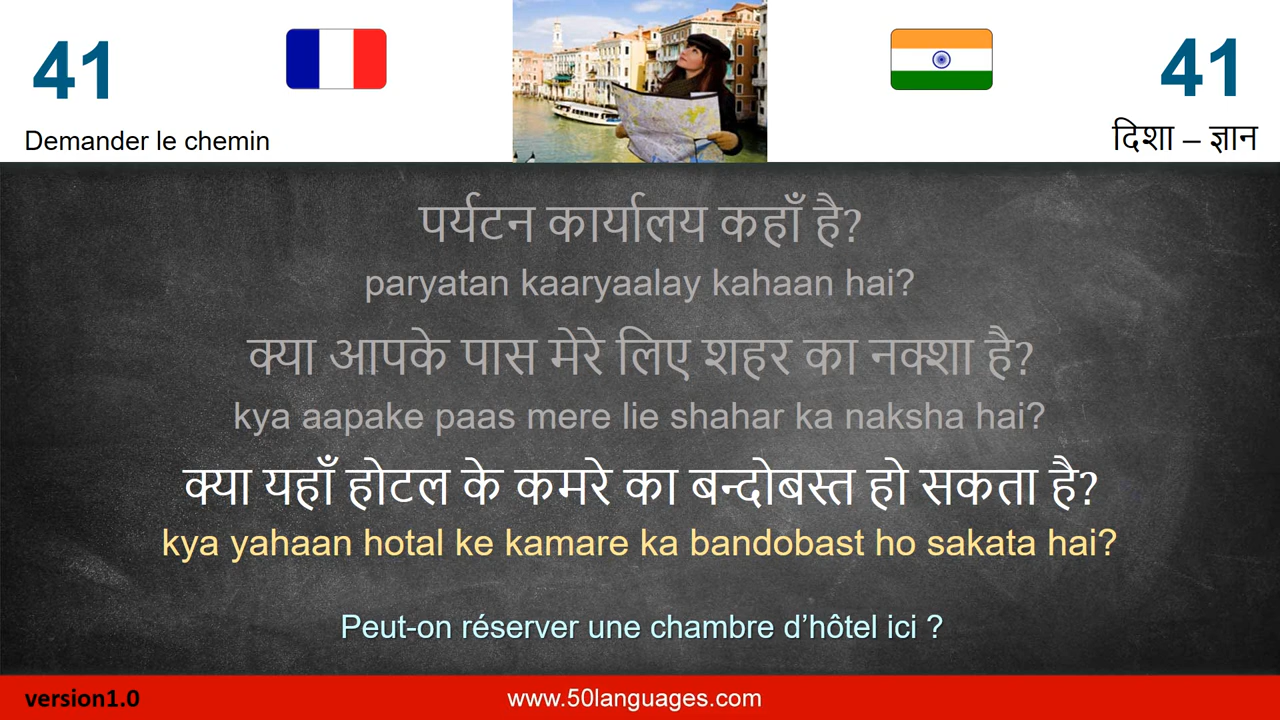 41
41
Demander le chemin
दिशा – ज्ञान
पर्यटन कार्यालय कहाँ है?
paryatan kaaryaalay kahaan hai?
क्या आपके पास मेरे लिए शहर का नक्शा है?
kya aapake paas mere lie shahar ka naksha hai?
क्या यहाँ होटल के कमरे का बन्दोबस्त हो सकता है?
kya yahaan hotal ke kamare ka bandobast ho sakata hai?
Peut-on réserver une chambre d’hôtel ici ?
version1.0
www.50languages.com